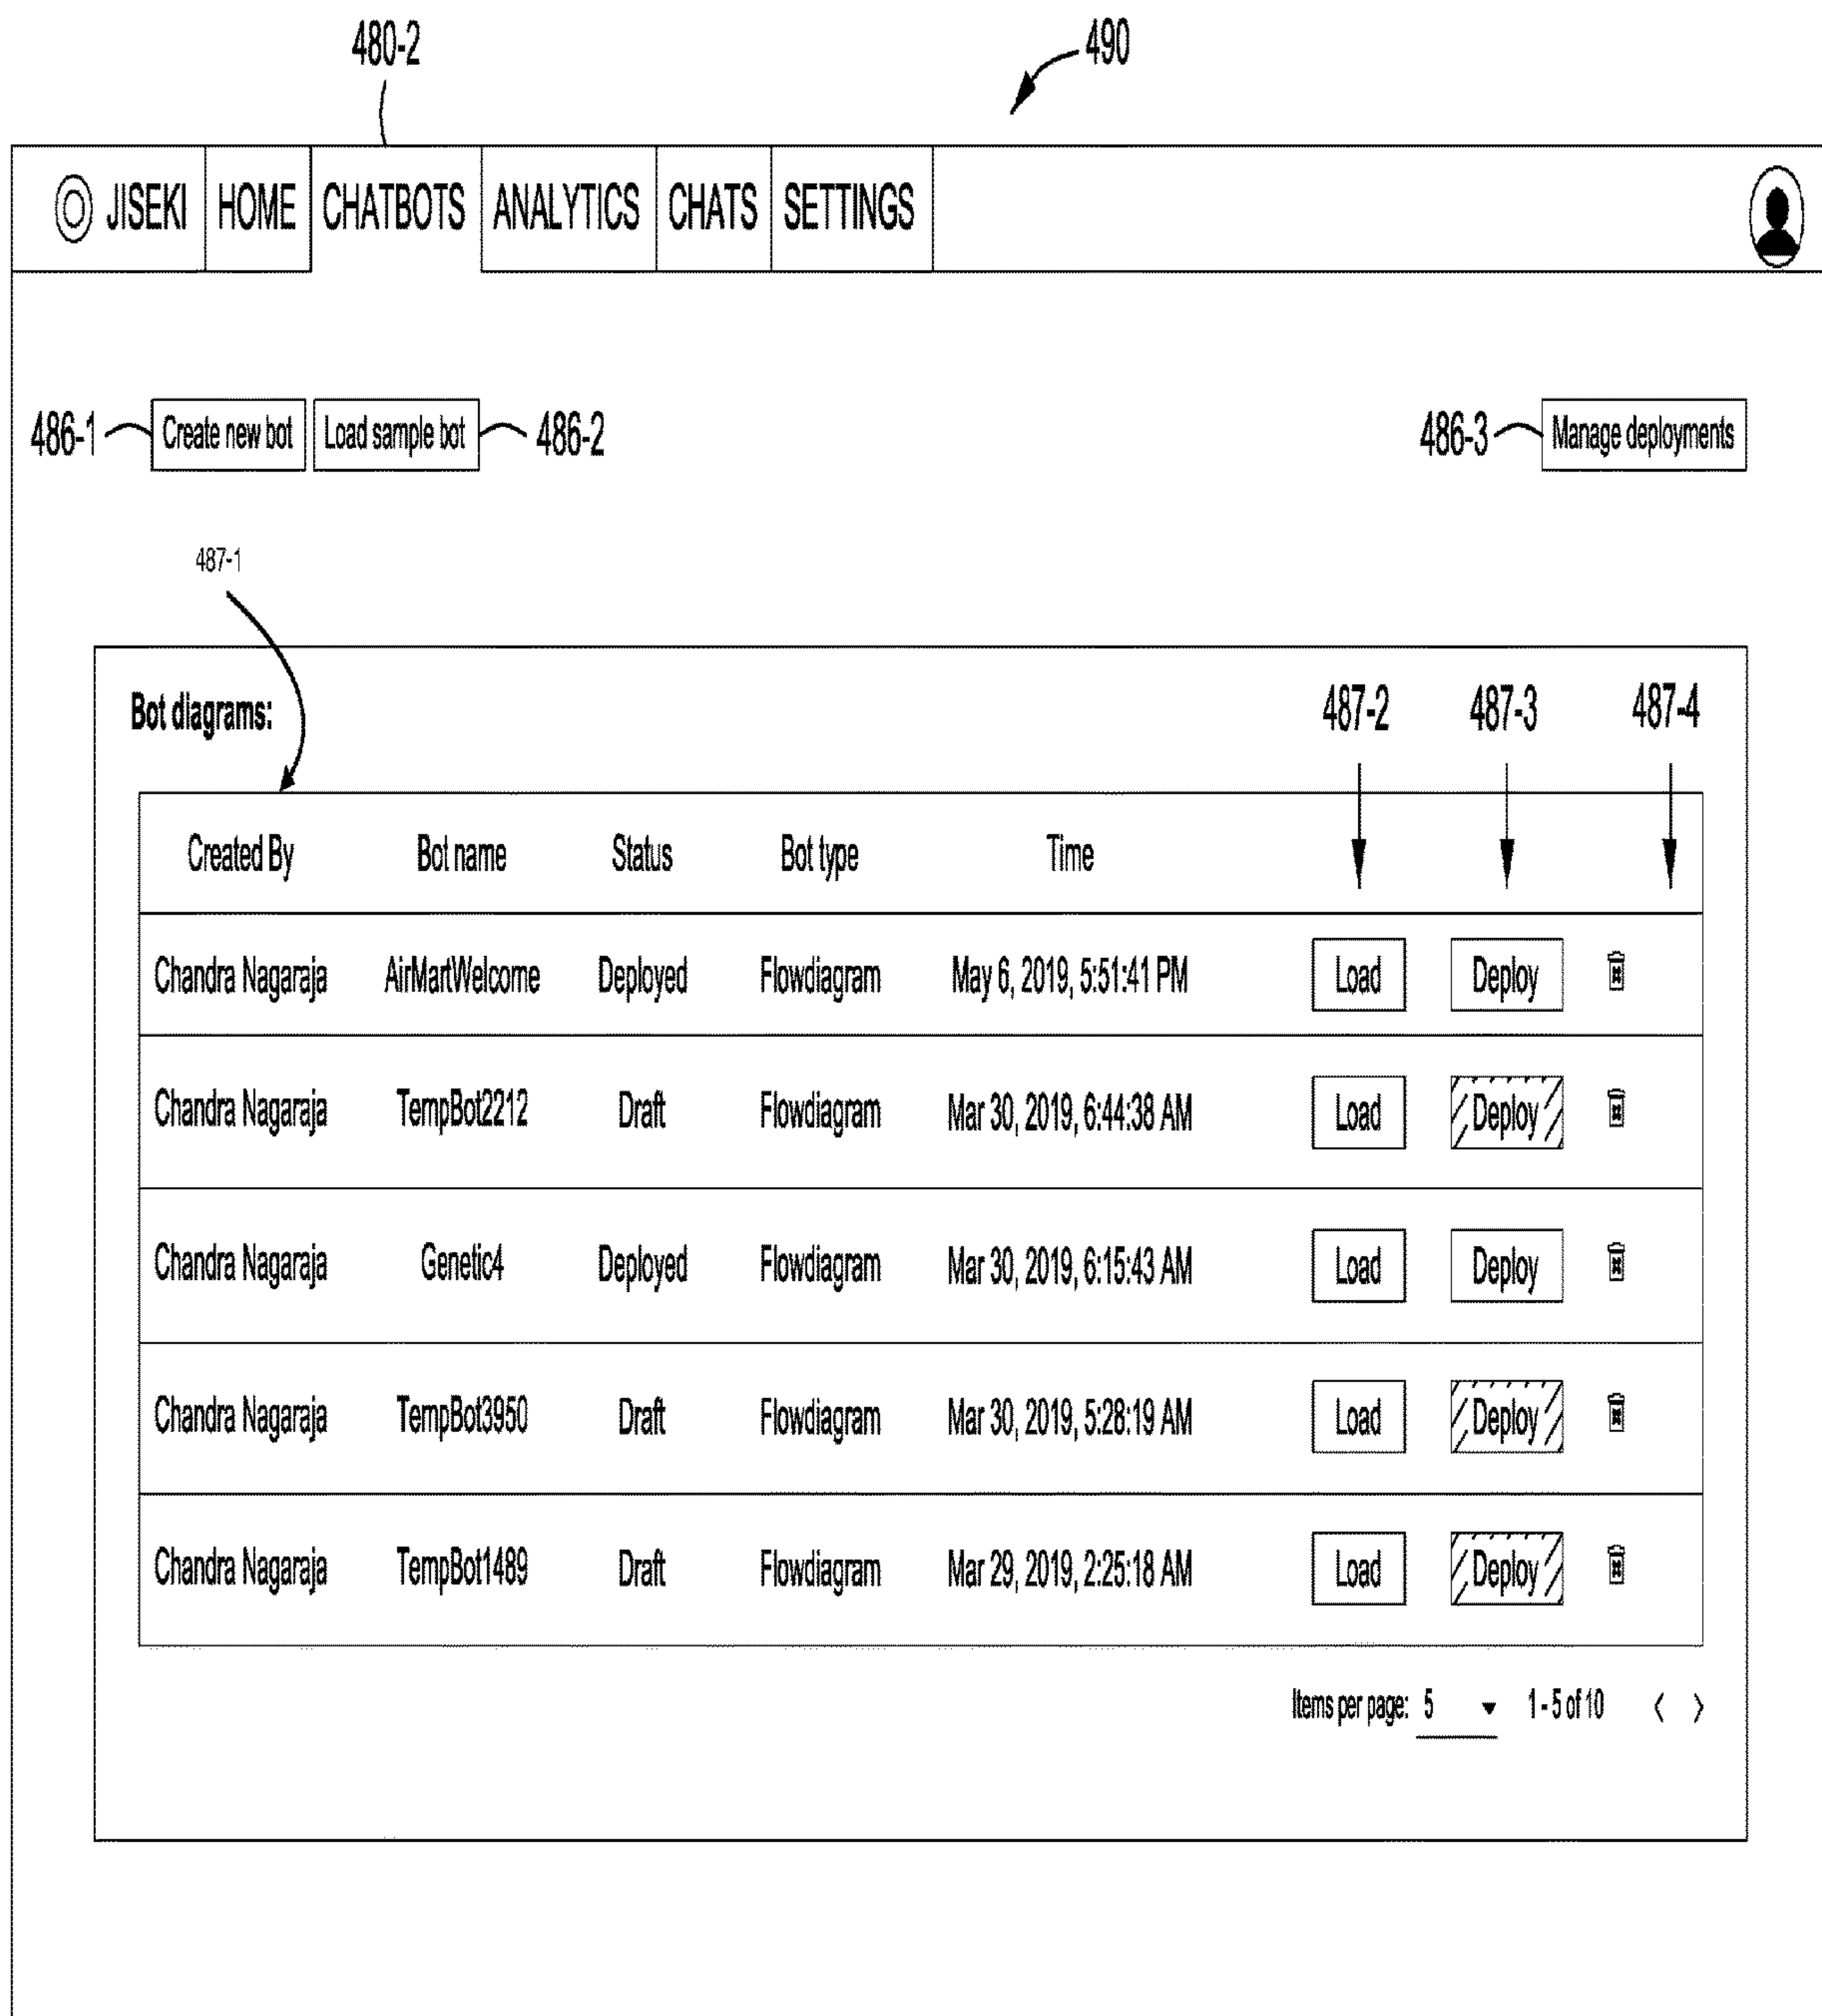 480-2 490
JISEKI HOME CHATBOTS ANALYTICS CHATS SETTINGS
486-1 Create new bot Load sample bot 486-2 486-3 Manage deployments
487-1
Bot diagrams: 487-2 487-3 487-4
Created By Bot name Status Bot type Time
Chandra Nagaraja AirMartWelcome Deployed Flowdiagram May 6, 2019, 5:51:41 PM Load Deploy
Chandra Nagaraja TempBot2212 Draft Flowdiagram Mar 30, 2019, 6:44:38 AM Load Deploy
Chandra Nagaraja Genetic4 Deployed Flowdiagram Mar 30, 2019, 6:15:43 AM Load Deploy
Chandra Nagaraja TempBot3950 Draft Flowdiagram Mar 30, 2019, 5:28:19 AM Load Deploy
Chandra Nagaraja TempBot1489 Draft Flowdiagram Mar 29, 2019, 2:25:18 AM Load Deploy
Items per page: 5 1 - 5 of 10 < >